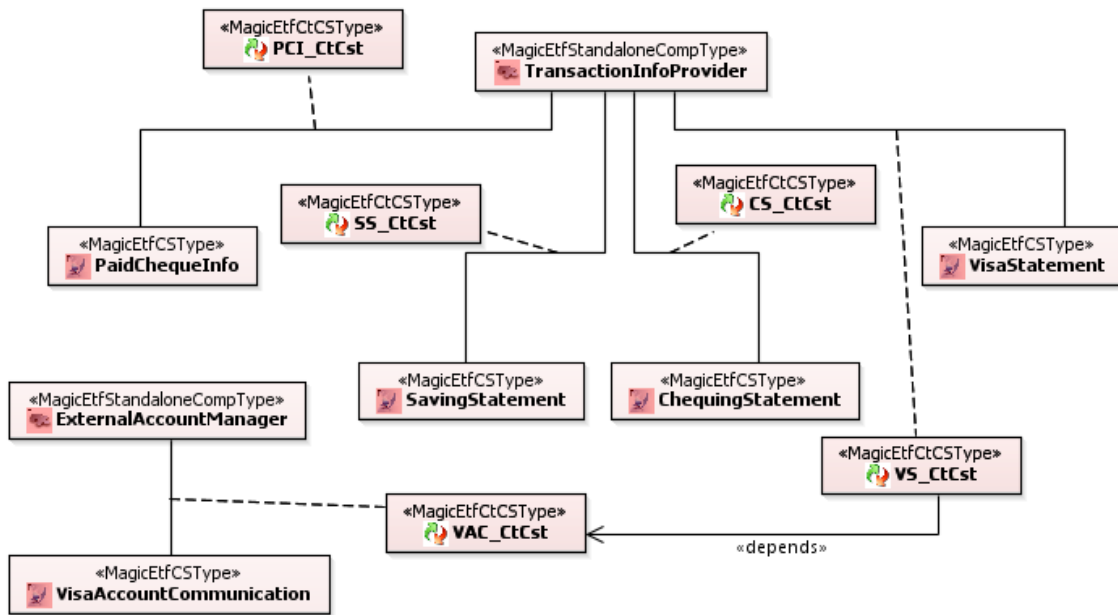 «MagicEtfCtCSType»
PCI_CtCst
«MagicEtfStandaloneCompType»
TransactionInfoProvider
«MagicEtfCtCSType»
SS_CtCst
«MagicEtfCtCSType»
CS_CtCst
«MagicEtfCSType»
PaidChequeInfo
«MagicEtfCSType»
VisaStatement
«MagicEtfCSType»
SavingStatement
«MagicEtfCSType»
ChequingStatement
«MagicEtfStandaloneCompType»
ExternalAccountManager
«MagicEtfCtCSType»
VS_CtCst
«MagicEtfCtCSType»
VAC_CtCst
«depends»
«MagicEtfCSType»
VisaAccountCommunication